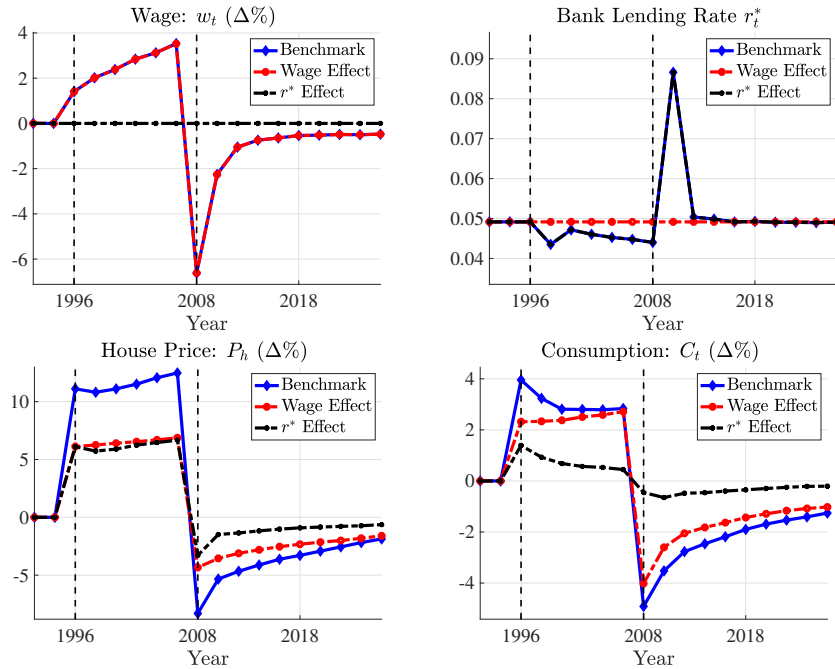 Wage: w_t (Δ%)
4
2
0
-2
-4
-6
Benchmark
Wage Effect
r* Effect
1996
2008
2018
Year
Bank Lending Rate r_t^*
0.09
0.08
0.07
0.06
0.05
0.04
Benchmark
Wage Effect
r* Effect
1996
2008
2018
Year
House Price: P_h (Δ%)
10
5
0
-5
Benchmark
Wage Effect
r* Effect
1996
2008
2018
Year
Consumption: C_t (Δ%)
4
2
0
-2
-4
Benchmark
Wage Effect
r* Effect
1996
2008
2018
Year